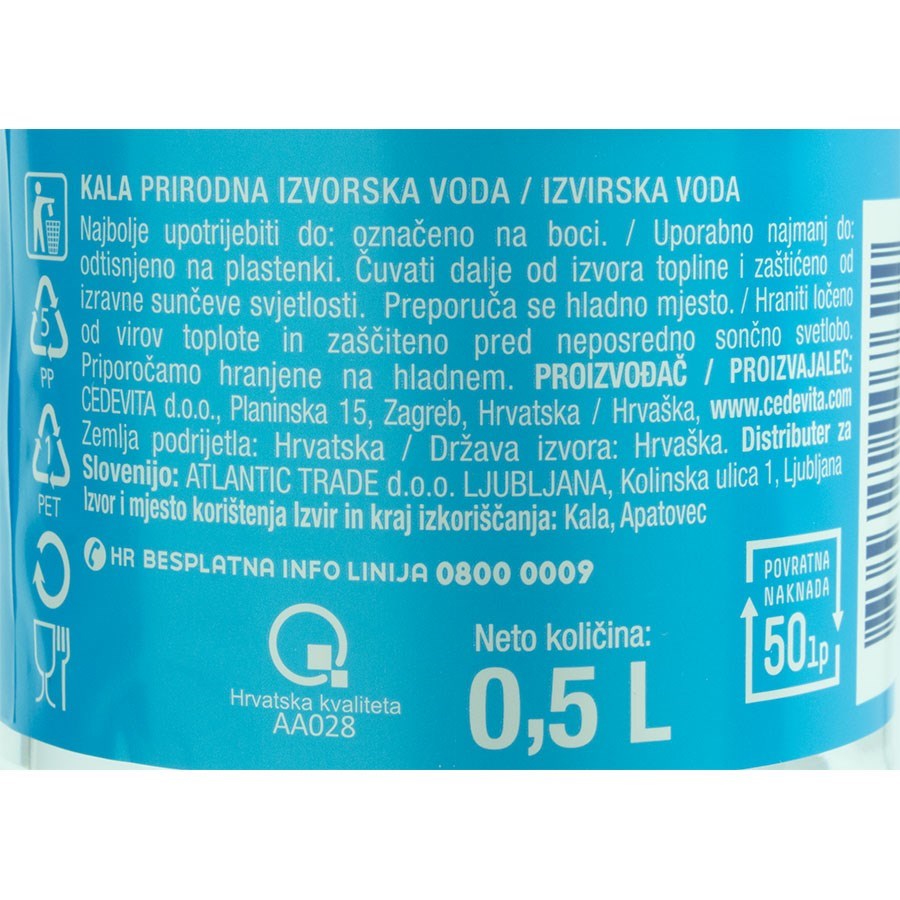 KALA PRIRODNA IZVORSKA VODA / IZVIRSKA VODA
Najbolje upotrijebiti do: označeno na boci. / Uporabno najmanj do:
odtisnjeno na plastenki. Čuvati dalje od izvora topline i zaštićeno od
izravne sunčeve svjetlosti. Preporuča se hladno mjesto. / Hraniti ločeno
od virov toplote in zaščiteno pred neposredno sončno svetlobo.
Priporočamo hranjene na hladnem. PROIZVOĐAČ / PROIZVAJALEC:
CEDEVITA d.o.o., Planinska 15, Zagreb, Hrvatska / Hrvaška, www.cedevita.com
Zemlja podrijetla: Hrvatska / Država izvora: Hrvaška. Distributer za
Slovenijo: ATLANTIC TRADE d.o.o. LJUBLJANA, Kolinska ulica 1, Ljubljana
Izvor i mjesto korištenja Izvir in kraj izkoriščanja: Kala, Apatovec
HR BESPLATNA INFO LINIJA 0800 0009
5
PP
1
PET
Hrvatska kvaliteta
AA028
Neto količina:
0,5 L
POVRATNA
NAKNADA
50lp